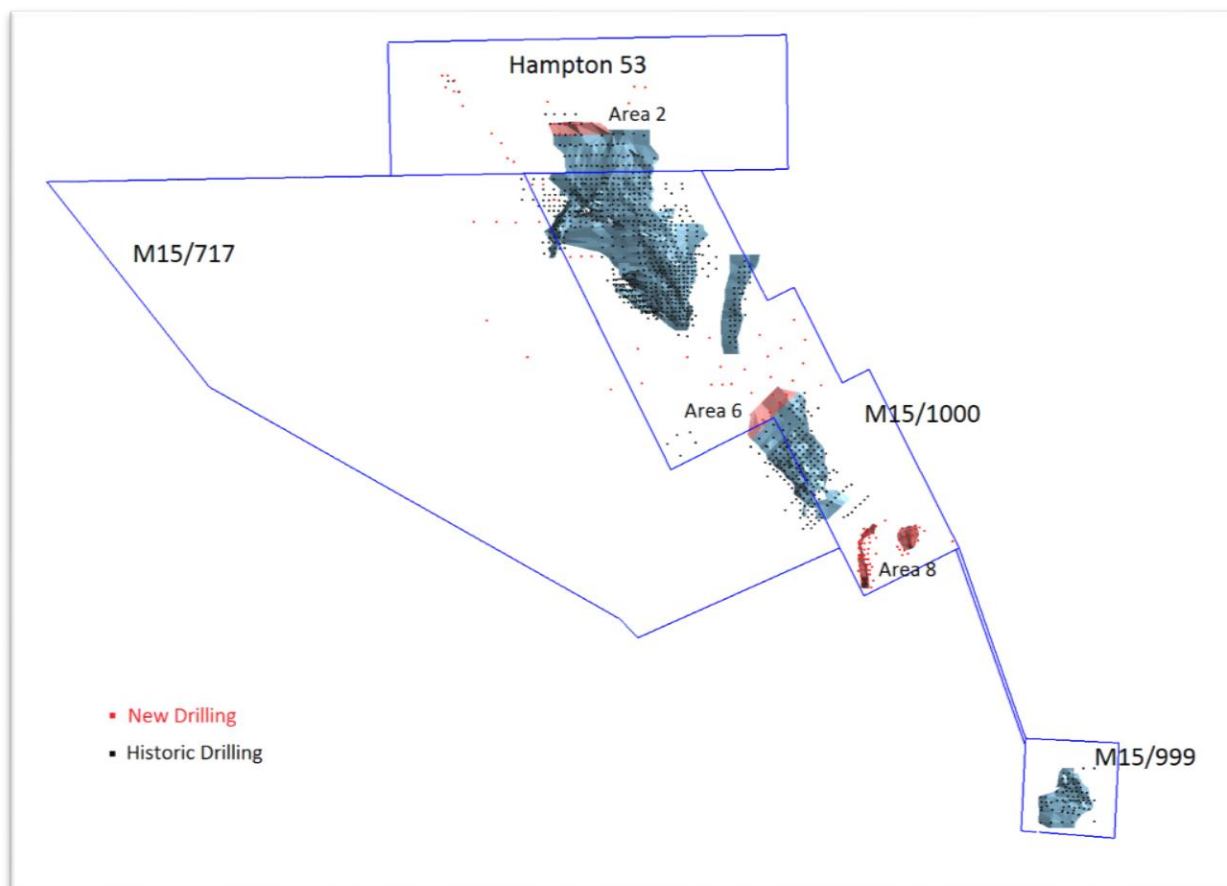 Hampton 53
Area 2
M15/717
Area 6
M15/1000
Area 8
New Drilling
Historic Drilling
M15/999